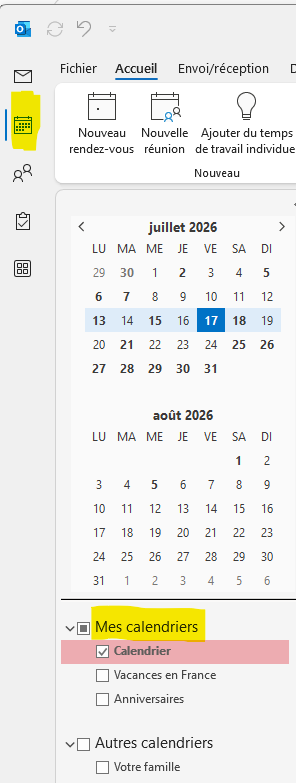 Fichier Accueil Envoi/réception D
Nouveau Nouvelle Ajouter du temps
rendez-vous réunion de travail individue
Nouveau
juillet 2026
LU MA ME JE VE SA DI
29 30 1 2 3 4 5
6 7 8 9 10 11 12
13 14 15 16 17 18 19
20 21 22 23 24 25 26
27 28 29 30 31
août 2026
LU MA ME JE VE SA DI
1 2
3 4 5 6 7 8 9
10 11 12 13 14 15 16
17 18 19 20 21 22 23
24 25 26 27 28 29 30
31 1 2 3 4 5 6
Mes calendriers
Calendrier
Vacances en France
Anniversaires
Autres calendriers
Votre famille